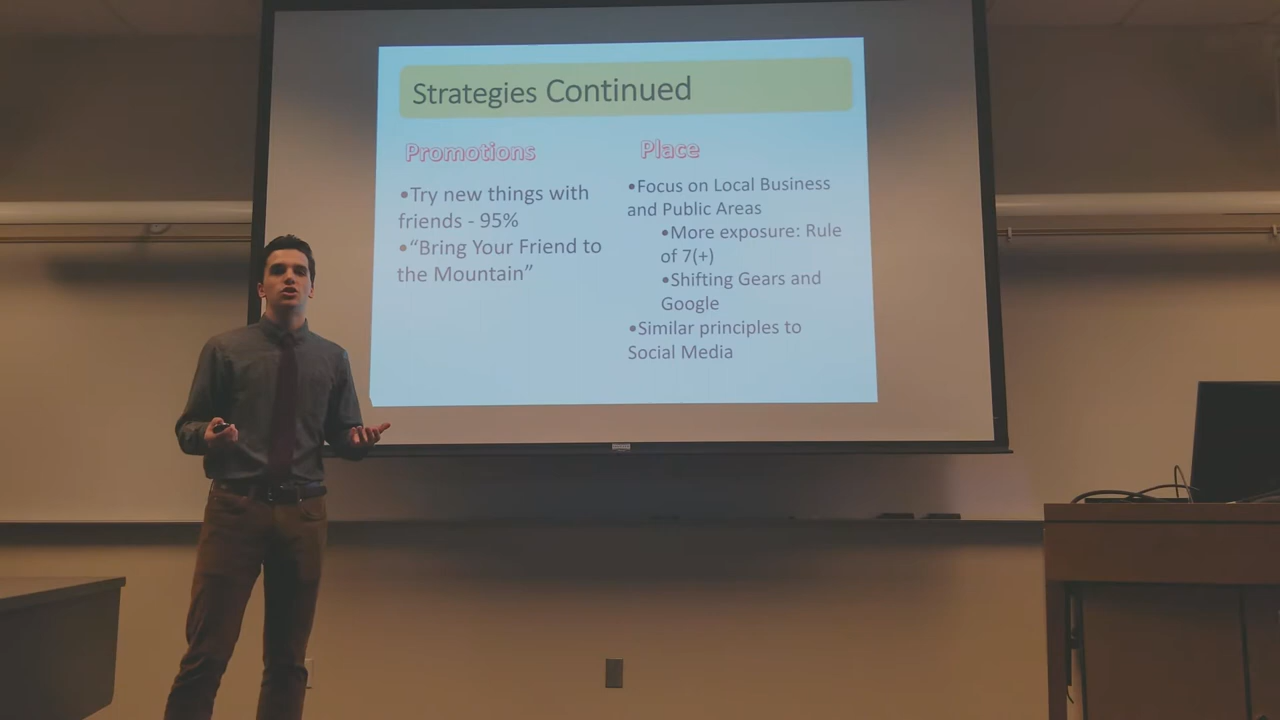 Strategies Continued
Promotions
•Try new things with
friends - 95%
•“Bring Your Friend to
the Mountain”
Place
•Focus on Local Business
and Public Areas
•More exposure: Rule
of 7(+)
•Shifting Gears and
Google
•Similar principles to
Social Media